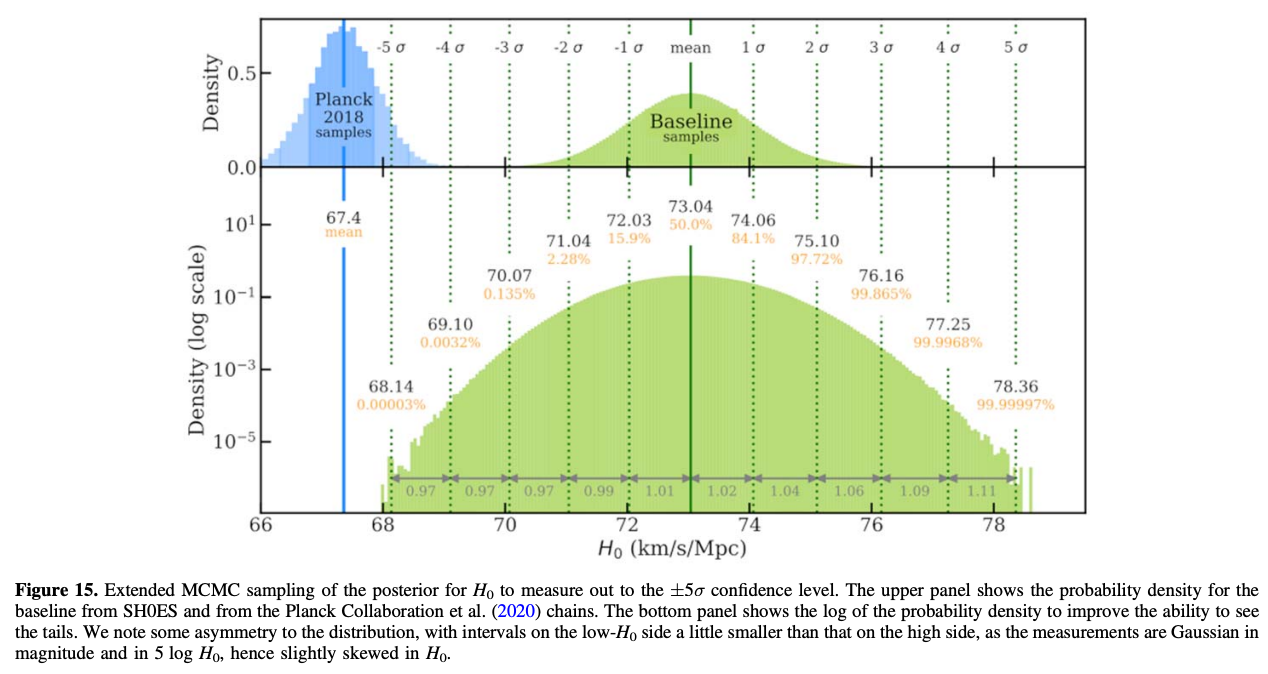 -5 σ -4 σ -3 σ -2 σ -1 σ mean 1 σ 2 σ 3 σ 4 σ 5 σ
Density
0.5
0.0
Planck
2018
samples
Baseline
samples
Density (log scale)
10¹
10⁻¹
10⁻³
10⁻⁵
67.4
mean
68.14
0.00003%
69.10
0.0032%
70.07
0.135%
71.04
2.28%
72.03
15.9%
73.04
50.0%
74.06
84.1%
75.10
97.72%
76.16
99.865%
77.25
99.9968%
78.36
99.99997%
0.97 0.97 0.97 0.99 1.01 1.02 1.04 1.06 1.09 1.11
66 68 70 72 74 76 78
H₀ (km/s/Mpc)
Figure 15. Extended MCMC sampling of the posterior for H₀ to measure out to the ±5σ confidence level. The upper panel shows the probability density for the
baseline from SH0ES and from the Planck Collaboration et al. (2020) chains. The bottom panel shows the log of the probability density to improve the ability to see
the tails. We note some asymmetry to the distribution, with intervals on the low-H₀ side a little smaller than that on the high side, as the measurements are Gaussian in
magnitude and in 5 log H₀, hence slightly skewed in H₀.